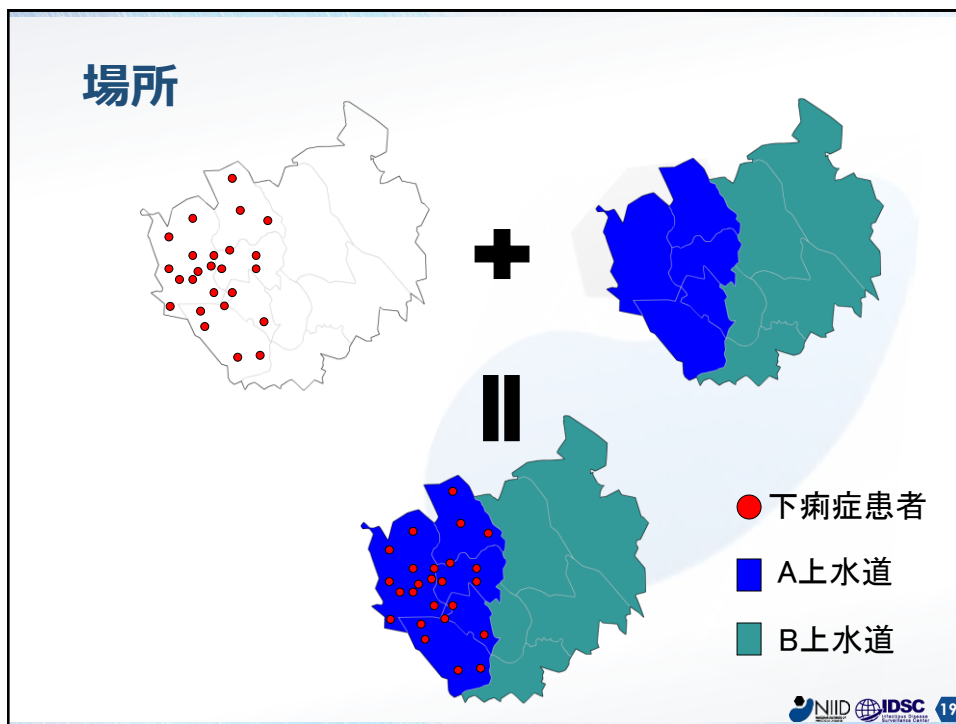 場所
下痢症患者
A上水道
B上水道
NIID
IDSC
Infectious Disease
Surveillance Center
19